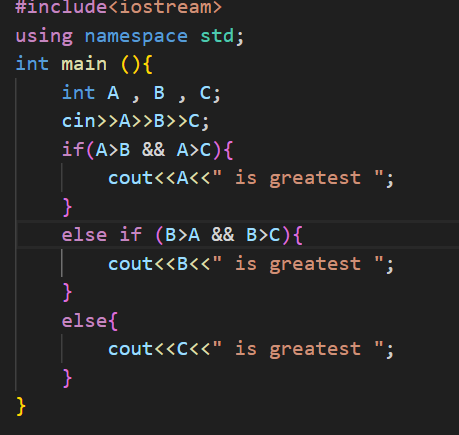 #include<iostream>
using namespace std;
int main (){
    int A , B , C;
    cin>>A>>B>>C;
    if(A>B && A>C){
        cout<<A<<" is greatest ";
    }
    else if (B>A && B>C){
        cout<<B<<" is greatest ";
    }
    else{
        cout<<C<<" is greatest ";
    }
}